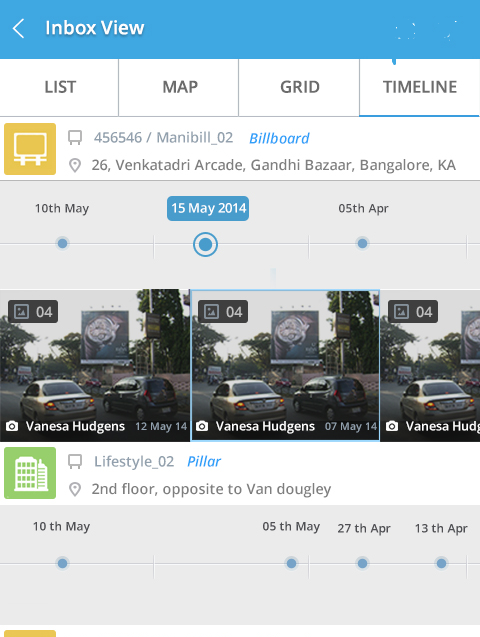 Inbox View
LIST MAP GRID TIMELINE
456546 / Manibill_02 Billboard
26, Venkatadri Arcade, Gandhi Bazaar, Bangalore, KA
10th May 15 May 2014 05th Apr
04 04 04
Vanesa Hudgens 12 May 14 Vanesa Hudgens 07 May 14 Vanesa Hudg
Lifestyle_02 Pillar
2nd floor, opposite to Van dougley
10 th May 05 th May 27 th Apr 13 th Apr